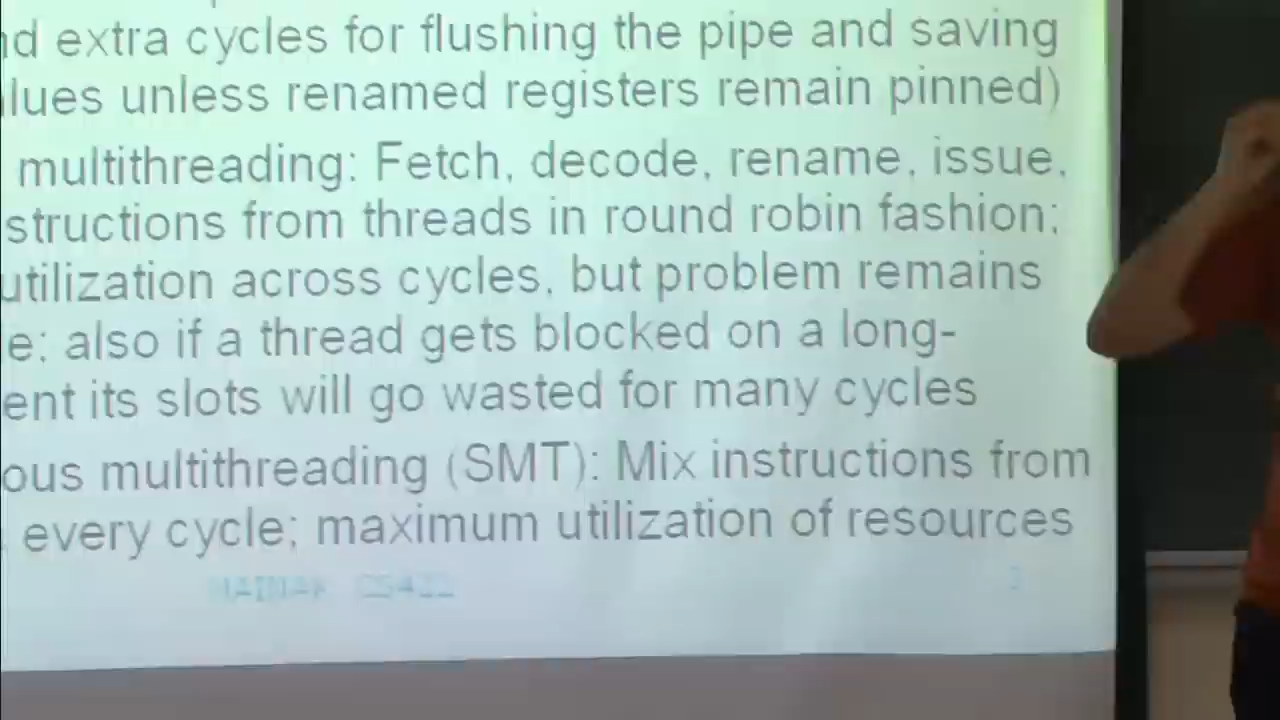 extra cycles for flushing the pipe and saving
unless renamed registers remain pinned)
multithreading: Fetch, decode, rename, issue,
from threads in round robin fashion;
utilization across cycles, but problem remains
e; also if a thread gets blocked on a long-
ent its slots will go wasted for many cycles
ous multithreading (SMT): Mix instructions from
every cycle; maximum utilization of resources
MAINAK CS422 3